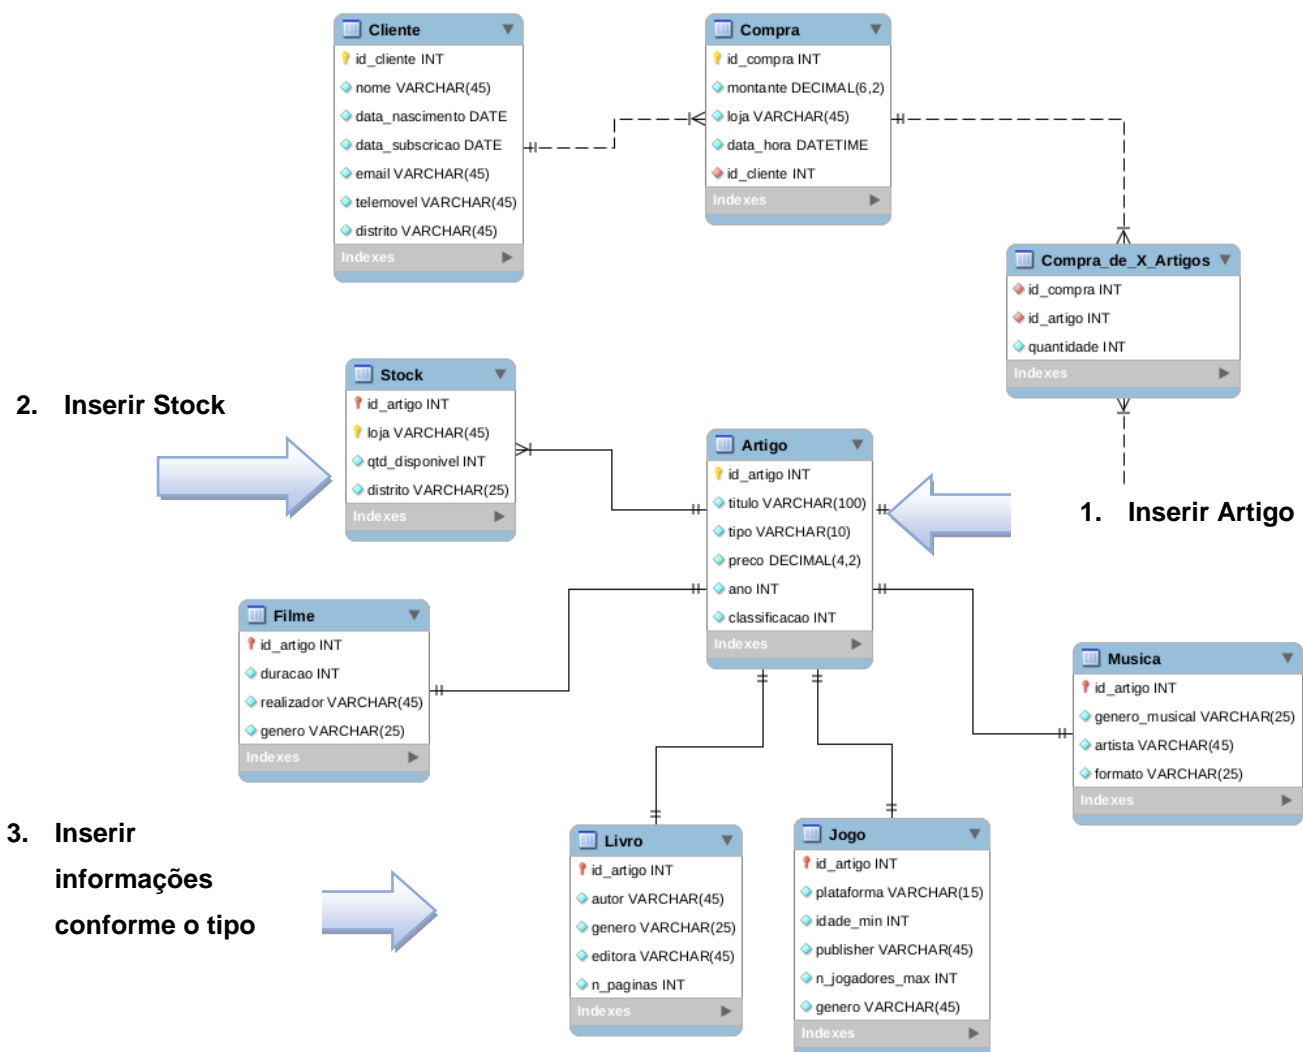 Cliente
id_cliente INT
nome VARCHAR(45)
data_nascimento DATE
data_subscricao DATE
email VARCHAR(45)
telemovel VARCHAR(45)
distrito VARCHAR(45)
Indexes
Compra
id_compra INT
montante DECIMAL(6,2)
loja VARCHAR(45)
data_hora DATETIME
id_cliente INT
Indexes
Compra_de_X_Artigos
id_compra INT
id_artigo INT
quantidade INT
Indexes
2. Inserir Stock
Stock
id_artigo INT
loja VARCHAR(45)
qtd_disponivel INT
distrito VARCHAR(25)
Indexes
Artigo
id_artigo INT
titulo VARCHAR(100)
tipo VARCHAR(10)
preco DECIMAL(4,2)
ano INT
classificacao INT
Indexes
1. Inserir Artigo
Filme
id_artigo INT
duracao INT
realizador VARCHAR(45)
genero VARCHAR(25)
Indexes
Musica
id_artigo INT
genero_musical VARCHAR(25)
artista VARCHAR(45)
formato VARCHAR(25)
Indexes
3. Inserir
informações
conforme o tipo
Livro
id_artigo INT
autor VARCHAR(45)
genero VARCHAR(25)
editora VARCHAR(45)
n_paginas INT
Indexes
Jogo
id_artigo INT
plataforma VARCHAR(15)
idade_min INT
publisher VARCHAR(45)
n_jogadores_max INT
genero VARCHAR(45)
Indexes